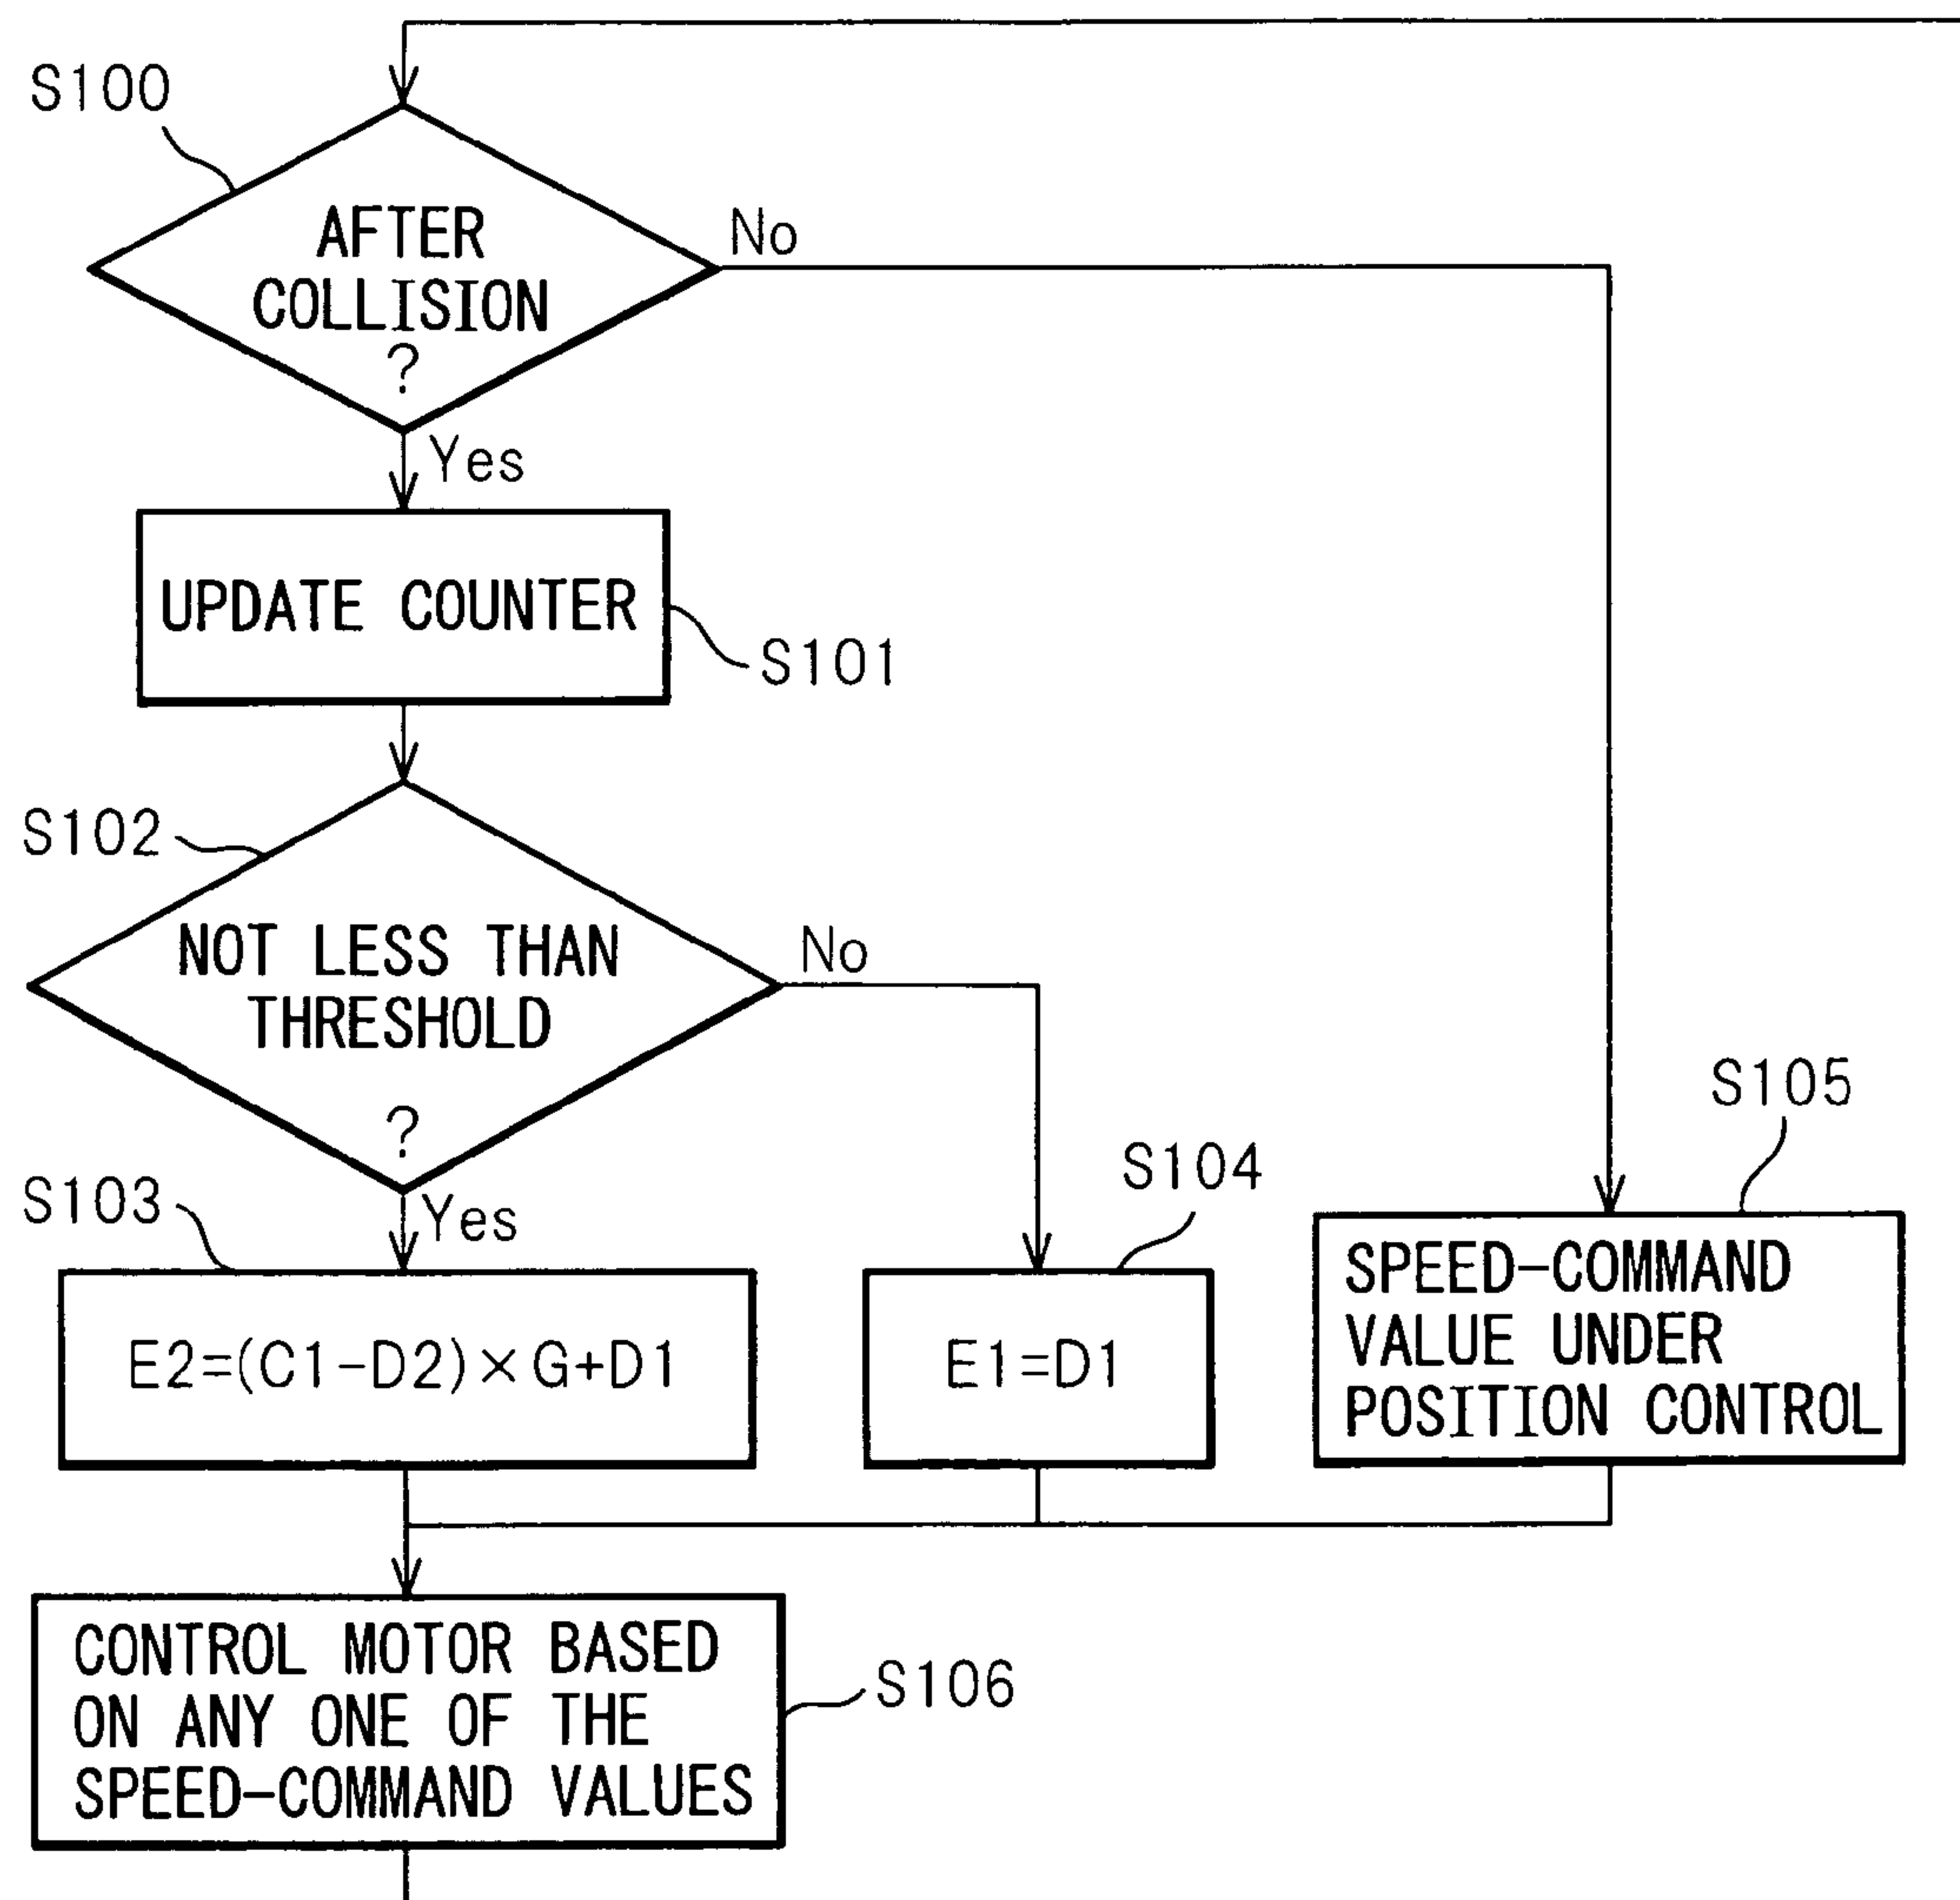 S100
AFTER
COLLISION
?
No
Yes
UPDATE COUNTER
S101
S102
NOT LESS THAN
THRESHOLD
?
No
Yes
S103
E2=(C1-D2)×G+D1
S104
E1=D1
S105
SPEED-COMMAND
VALUE UNDER
POSITION CONTROL
CONTROL MOTOR BASED
ON ANY ONE OF THE
SPEED-COMMAND VALUES
S106